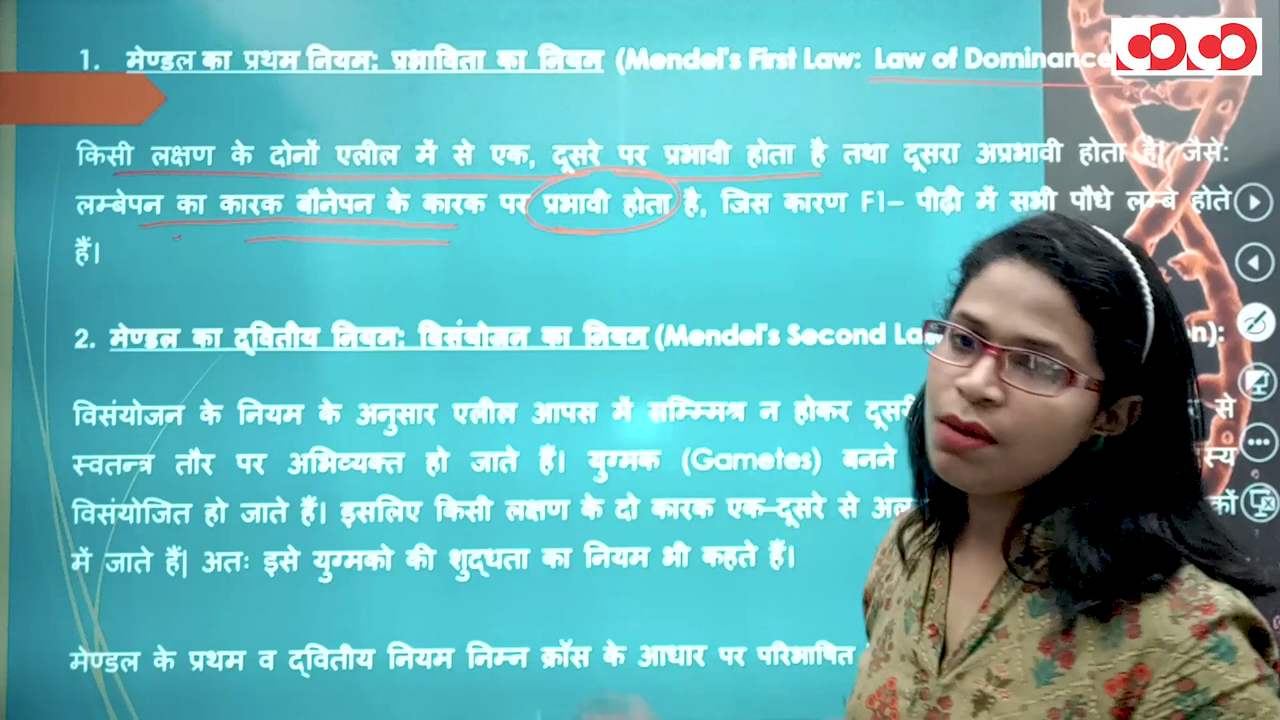 1. मेण्डल का प्रथम नियम: प्रभाविता का नियम (Mendel's First Law: Law of Dominance
किसी लक्षण के दोनों एलील में से एक, दूसरे पर प्रभावी होता है तथा दूसरा अप्रभावी होता है। जैसे:
लम्बेपन का कारक बौनेपन के कारक पर प्रभावी होता है, जिस कारण F1– पीढ़ी में सभी पौधे लम्बे होते
हैं।
2. मेण्डल का द्वितीय नियम: विसंयोजन का नियम (Mendel's Second
विसंयोजन के नियम के अनुसार एलील आपस में सम्मिश्र न होकर से
स्वतन्त्र तौर पर अभिव्यक्त हो जाते हैं। युग्मक (Gametes) बनने
विसंयोजित हो जाते हैं। इसलिए किसी लक्षण के दो कारक एक–दूसरे से
में जाते हैं| अतः इसे युग्मको की शुद्धता का नियम भी कहते हैं।
मेण्डल के प्रथम व द्वितीय नियम निम्न क्रॉस के आधार पर परिभाषित